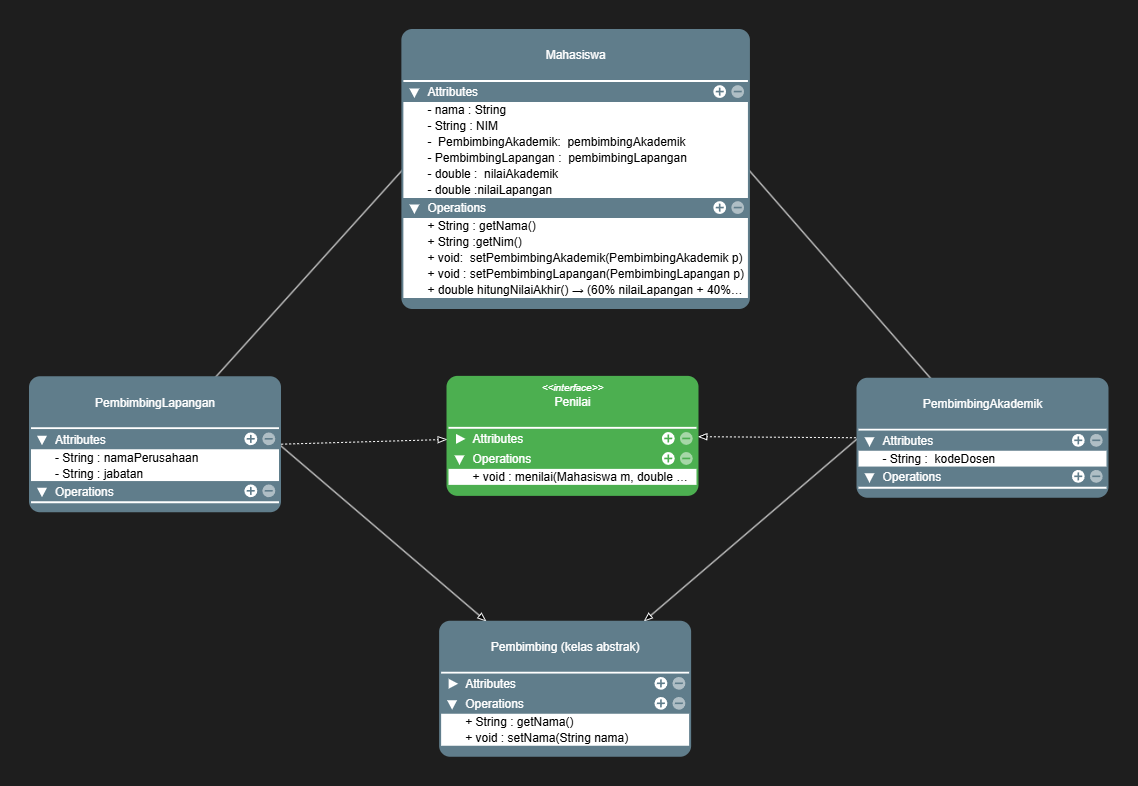 Mahasiswa
Attributes
- nama : String
- String : NIM
-  PembimbingAkademik:  pembimbingAkademik
- PembimbingLapangan :  pembimbingLapangan
- double :  nilaiAkademik
- double :nilaiLapangan
Operations
+ String : getNama()
+ String :getNim()
+ void:  setPembimbingAkademik(PembimbingAkademik p)
+ void : setPembimbingLapangan(PembimbingLapangan p)
+ double hitungNilaiAkhir() → (60% nilaiLapangan + 40%...
PembimbingLapangan
Attributes
- String : namaPerusahaan
- String : jabatan
Operations
<<interface>>
Penilai
Attributes
Operations
+ void : menilai(Mahasiswa m, double ...
PembimbingAkademik
Attributes
- String :  kodeDosen
Operations
Pembimbing (kelas abstrak)
Attributes
Operations
+ String : getNama()
+ void : setNama(String nama)